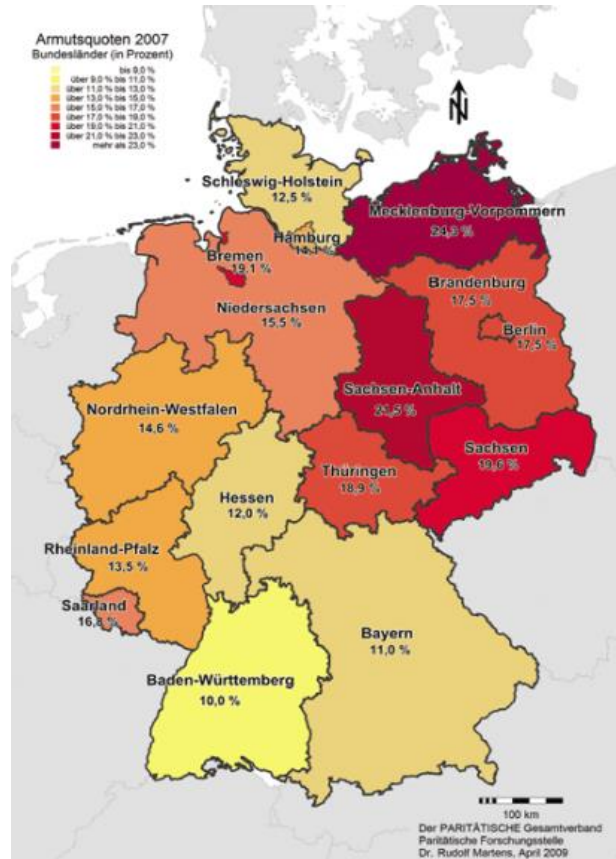 Armutsquoten 2007
Bundesländer (in Prozent)
bis 9,0 %
über 9,0 % bis 11,0 %
über 11,0 % bis 13,0 %
über 13,0 % bis 15,0 %
über 15,0 % bis 17,0 %
über 17,0 % bis 19,0 %
über 19,0 % bis 21,0 %
über 21,0 % bis 23,0 %
mehr als 23,0 %
N
Schleswig-Holstein
12,5 %
Mecklenburg-Vorpommern
24,3 %
Hamburg
14,1 %
Bremen
19,1 %
Brandenburg
17,5 %
Niedersachsen
15,5 %
Berlin
17,5 %
Sachsen-Anhalt
21,5 %
Nordrhein-Westfalen
14,6 %
Sachsen
19,6 %
Thüringen
18,9 %
Hessen
12,0 %
Rheinland-Pfalz
13,5 %
Saarland
16,8 %
Bayern
11,0 %
Baden-Württemberg
10,0 %
100 km
Der PARITÄTISCHE Gesamtverband
Paritätische Forschungsstelle
Dr. Rudolf Martens, April 2009